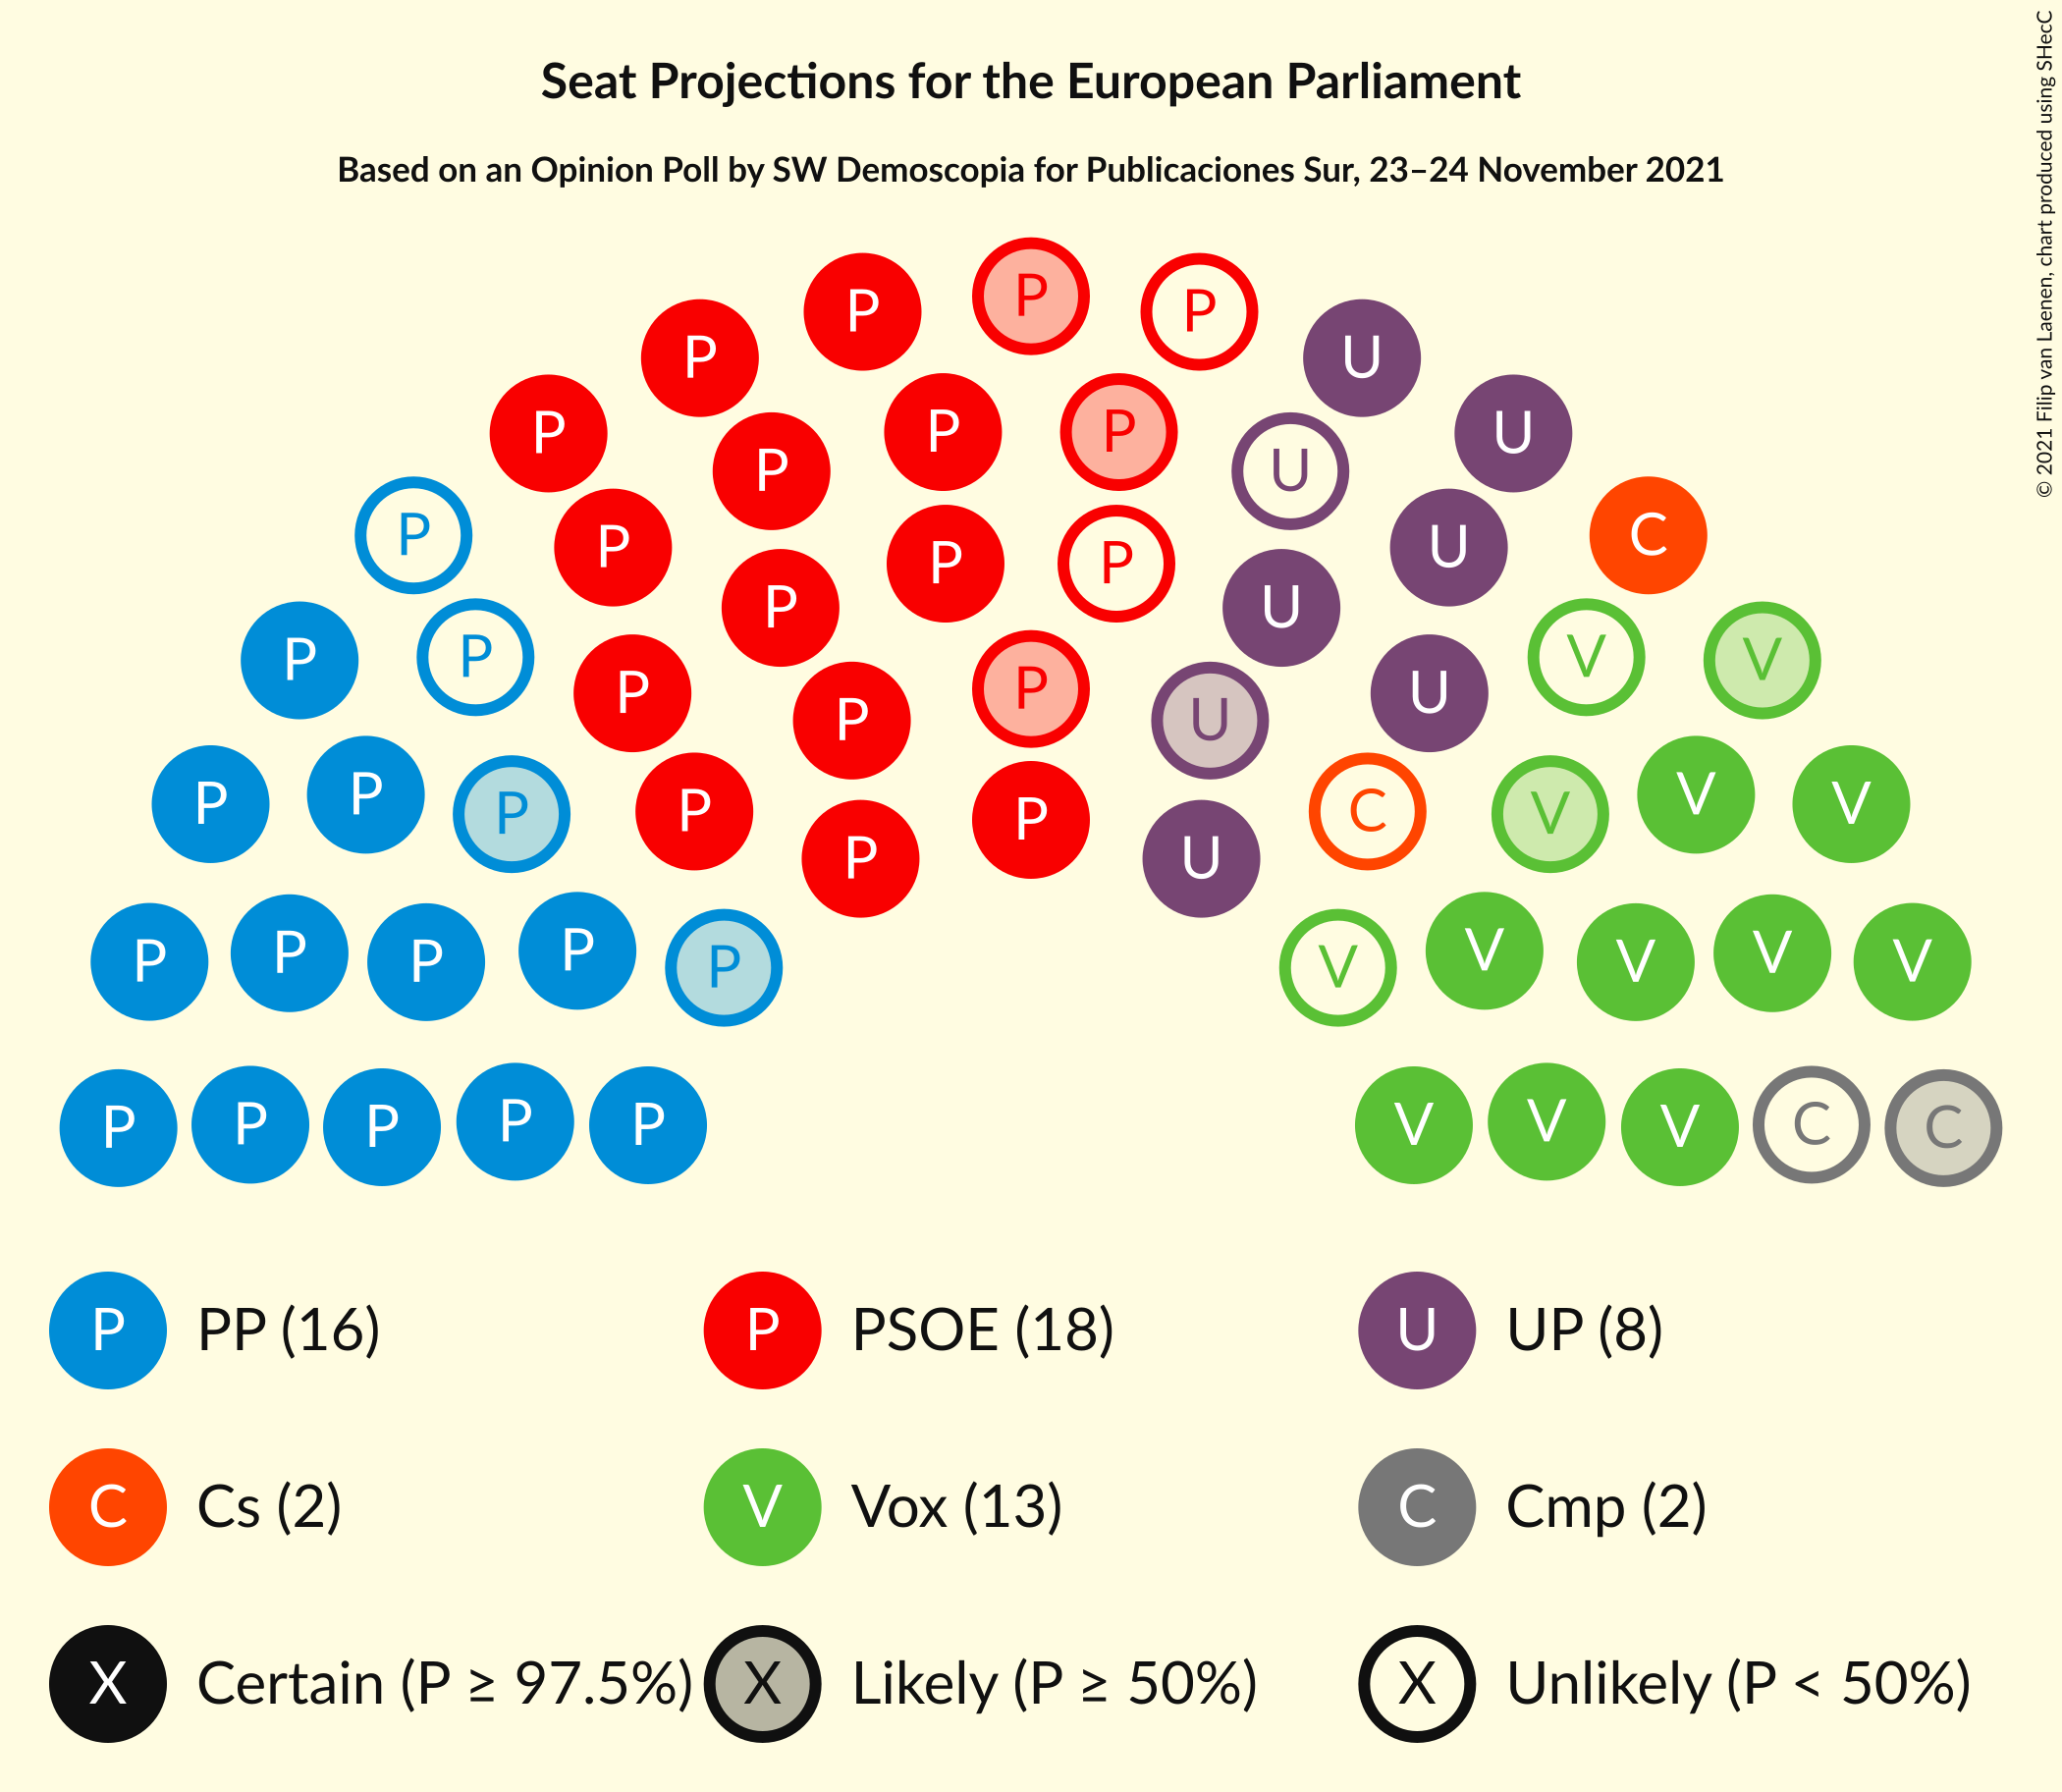 Seat Projections for the European Parliament
Based on an Opinion Poll by SW Demoscopia for Publicaciones Sur, 23–24 November 2021
© 2021 Filip van Laenen, chart produced using SHecC
P P P
P P U U
P P P U U
P P P U C
P P P P U
P P P V V
P P P U U
P P P P C V V V
P P P U
P P P P P V V V V V
P P P P P V V V C C
P PP (16) P PSOE (18) U UP (8)
C Cs (2) V Vox (13) C Cmp (2)
X Certain (P ≥ 97.5%) X Likely (P ≥ 50%) X Unlikely (P < 50%)